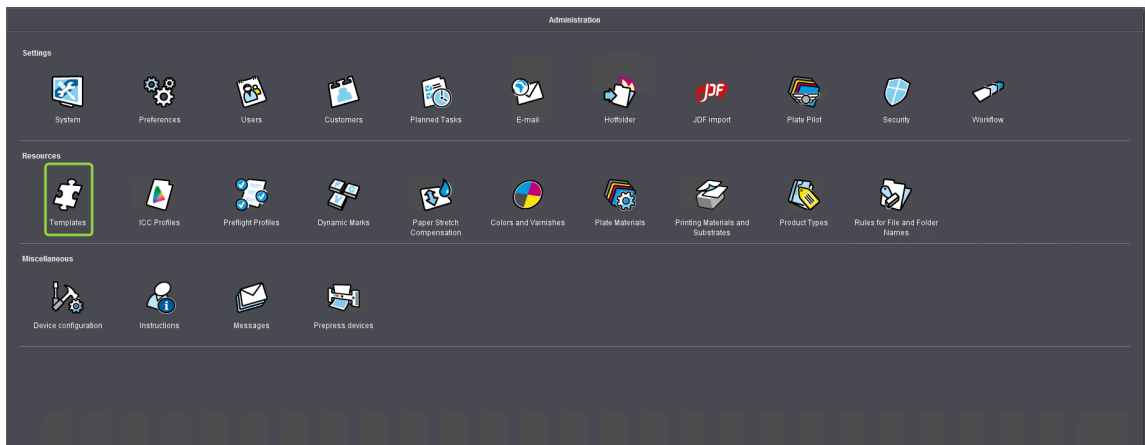 Administration
Settings
System Preferences Users Customers Planned Tasks E-mail Hotfolder JDF import Plate Pilot Security Workflow
Resources
Templates ICC Profiles Preflight Profiles Dynamic Marks Paper Stretch Compensation Colors and Varnishes Plate Materials Printing Materials and Substrates Product Types Rules for File and Folder Names
Miscellaneous
Device configuration Instructions Messages Prepress devices